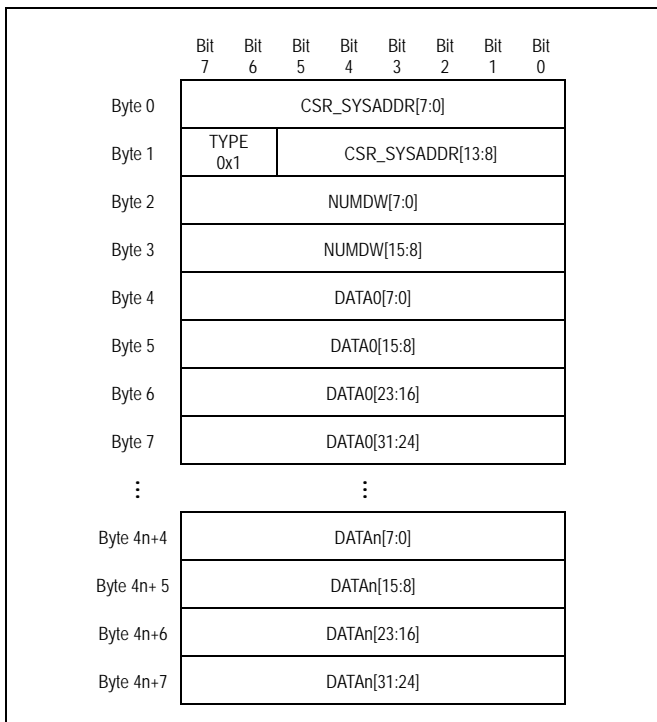 Bit Bit Bit Bit Bit Bit Bit Bit
7 6 5 4 3 2 1 0
Byte 0 CSR_SYSADDR[7:0]
Byte 1 TYPE 0x1 CSR_SYSADDR[13:8]
Byte 2 NUMDW[7:0]
Byte 3 NUMDW[15:8]
Byte 4 DATA0[7:0]
Byte 5 DATA0[15:8]
Byte 6 DATA0[23:16]
Byte 7 DATA0[31:24]
⋮ ⋮
Byte 4n+4 DATAn[7:0]
Byte 4n+ 5 DATAn[15:8]
Byte 4n+6 DATAn[23:16]
Byte 4n+7 DATAn[31:24]